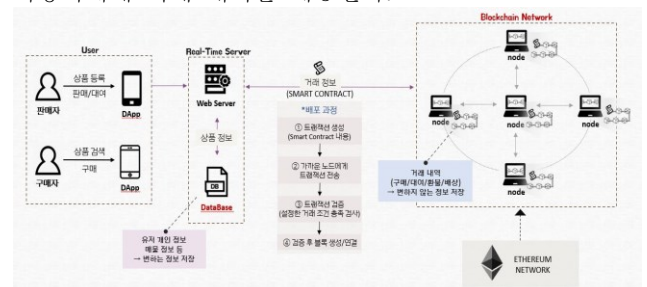 User
판매자
상품 등록
판매/대여
DApp
구매자
상품 검색
구매
DApp
Real-Time Server
Web Server
상품 정보
DB
DataBase
유저 개인 정보
매물 정보 등
→ 변하는 정보 저장
거래 정보
(SMART CONTRACT)
*배포 과정
① 트랜잭션 생성
(Smart Contract 내용)
② 가까운 노드에게
트랜잭션 전송
③ 트랜잭션 검증
(설정한 거래 조건 충족 검사)
④ 검증 후 블록 생성/연결
Blockchain Network
node
node
node
node
node
거래 내역
(구매/대여/환불/배상)
→ 변하지 않는 정보 저장
ETHEREUM
NETWORK